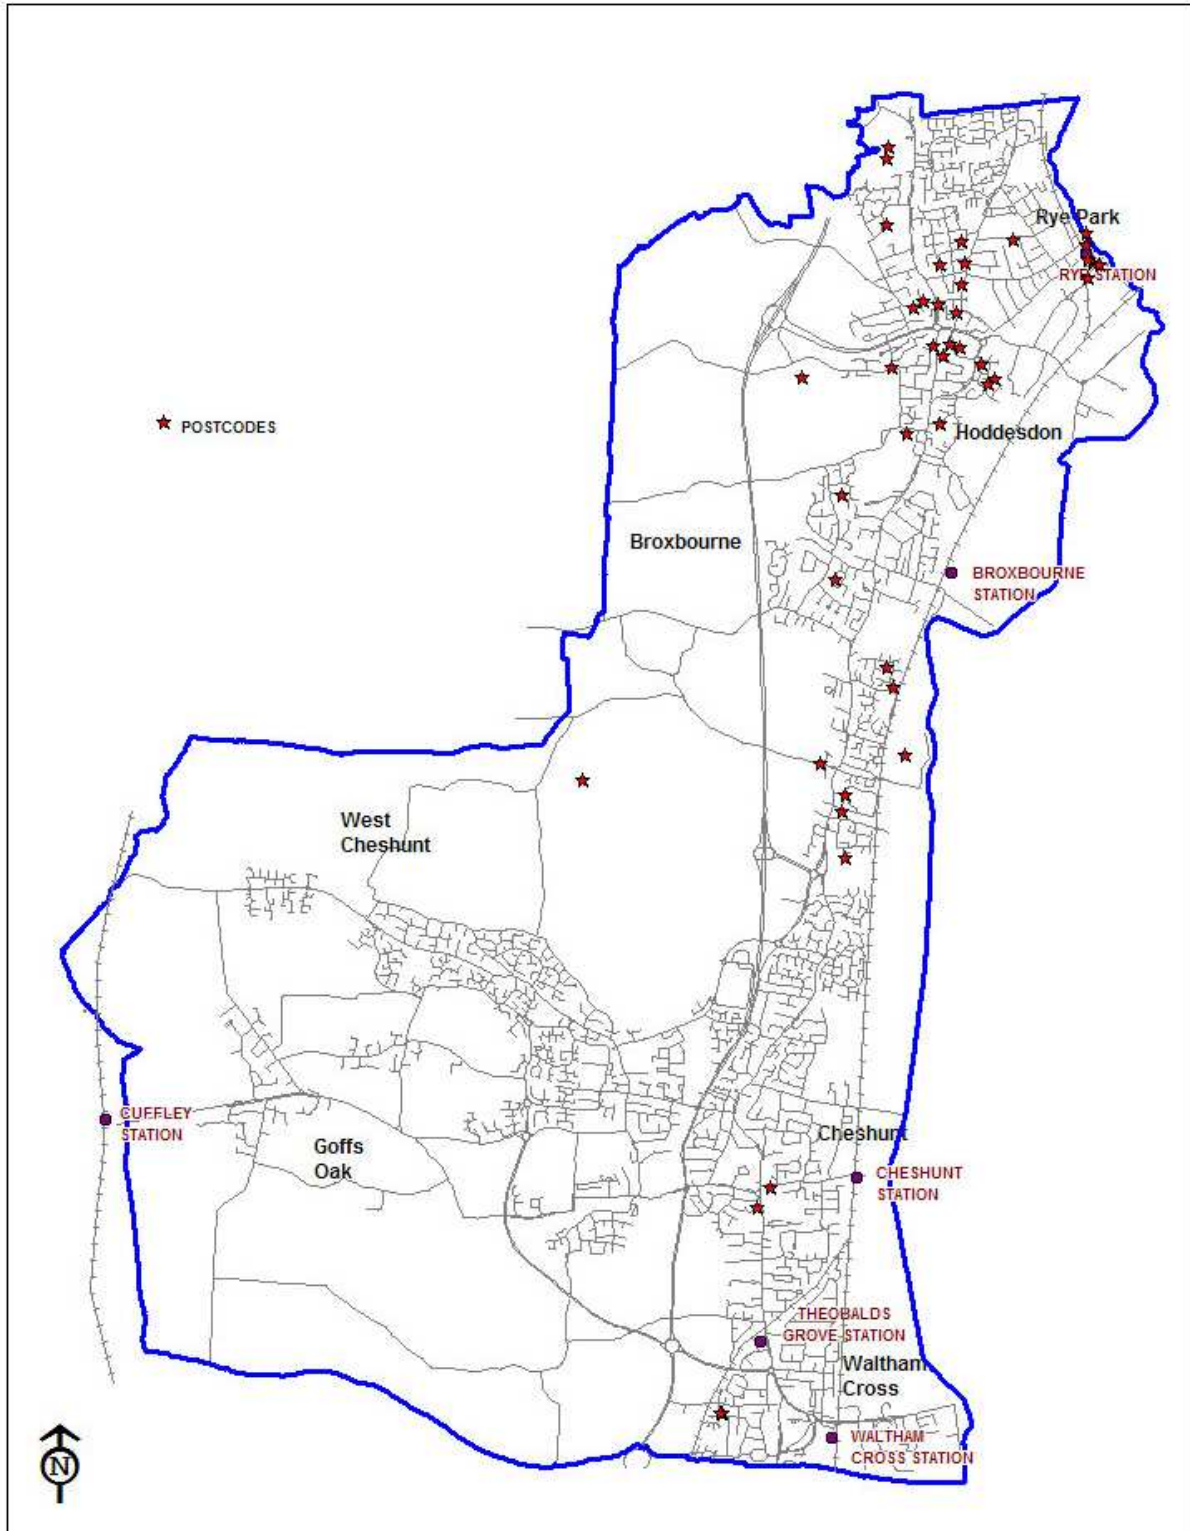 Rye Park
RYE STATION
POSTCODES
Hoddesdon
Broxbourne
BROXBOURNE
STATION
West
Cheshunt
CUFFLEY
STATION
Goffs
Oak
Cheshunt
CHESHUNT
STATION
THEOBALDS
GROVE STATION
Waltham
Cross
WALTHAM
CROSS STATION
N